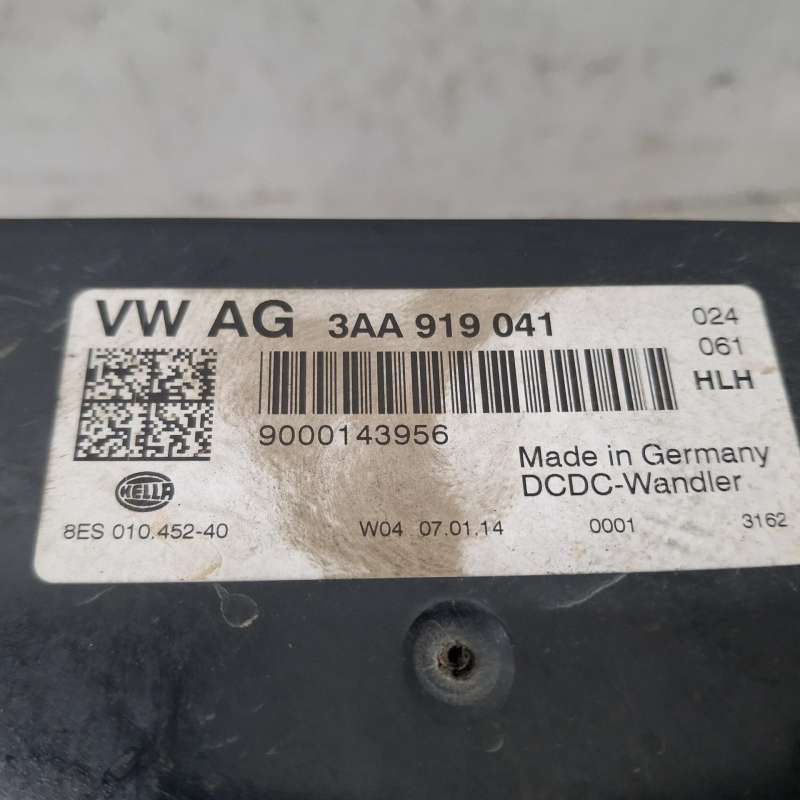 VW AG 3AA 919 041
024
061
HLH
9000143956
Made in Germany
DCDC-Wandler
HELLA
8ES 010.452-40 W04 07.01.14 0001 3162